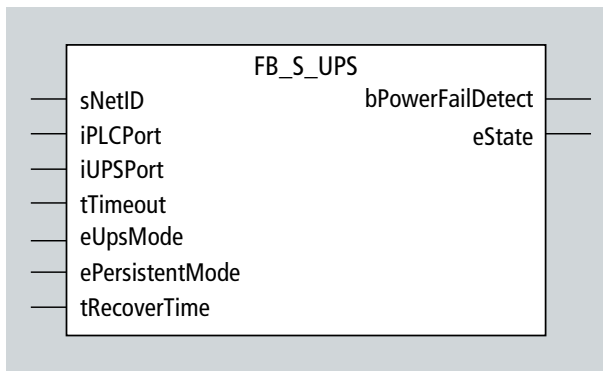 FB_S_UPS
sNetID bPowerFailDetect
iPLCPort eState
iUPSPort
tTimeout
eUpsMode
ePersistentMode
tRecoverTime